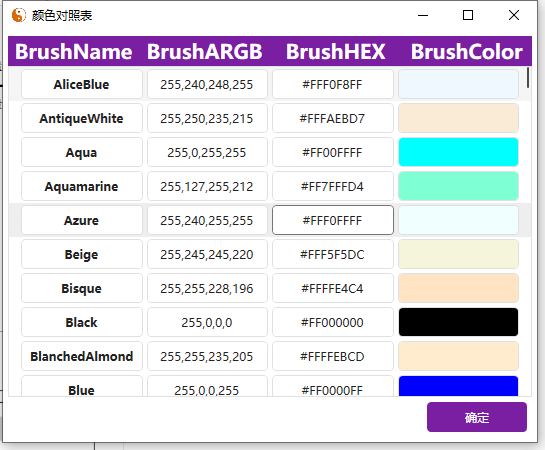 颜色对照表
BrushName BrushARGB BrushHEX BrushColor
AliceBlue 255,240,248,255 #FFF0F8FF
AntiqueWhite 255,250,235,215 #FFFAEBD7
Aqua 255,0,255,255 #FF00FFFF
Aquamarine 255,127,255,212 #FF7FFFD4
Azure 255,240,255,255 #FFF0FFFF
Beige 255,245,245,220 #FFF5F5DC
Bisque 255,255,228,196 #FFFFE4C4
Black 255,0,0,0 #FF000000
BlanchedAlmond 255,255,235,205 #FFFFEBCD
Blue 255,0,0,255 #FF0000FF
确定